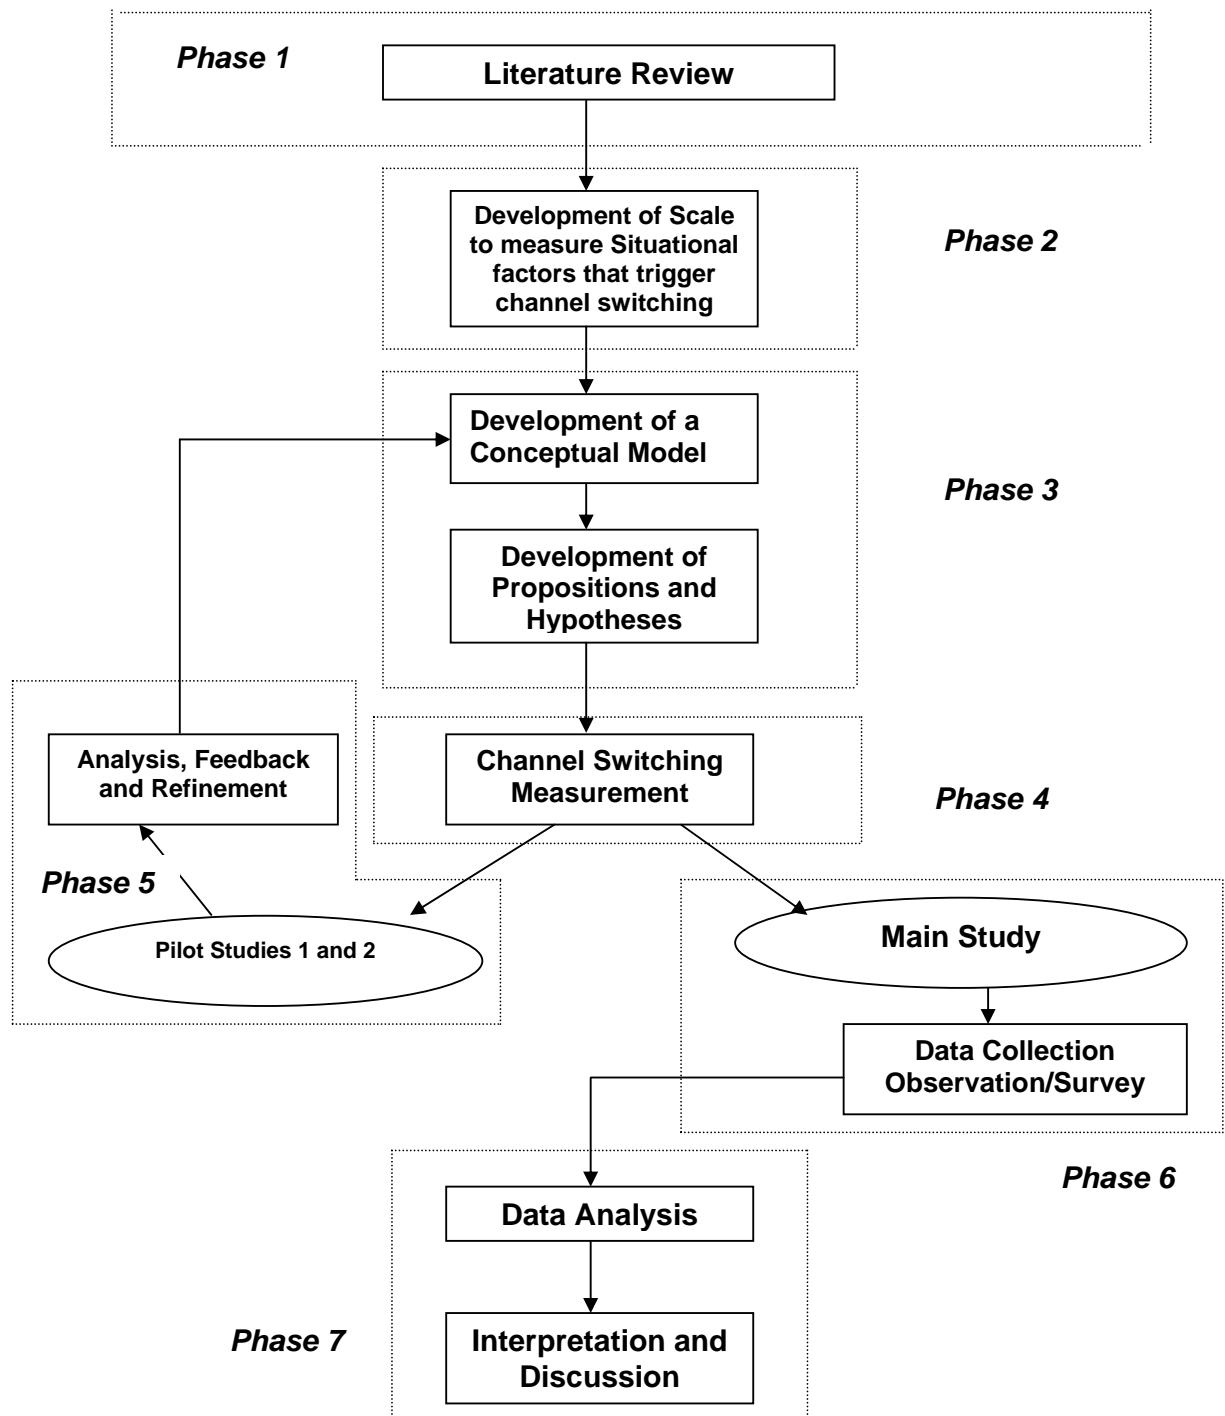 Phase 1
Literature Review
Development of Scale
to measure Situational
factors that trigger
channel switching
Phase 2
Development of a
Conceptual Model
Phase 3
Development of
Propositions and
Hypotheses
Analysis, Feedback
and Refinement
Channel Switching
Measurement
Phase 4
Phase 5
Pilot Studies 1 and 2
Main Study
Data Collection
Observation/Survey
Phase 6
Data Analysis
Phase 7
Interpretation and
Discussion